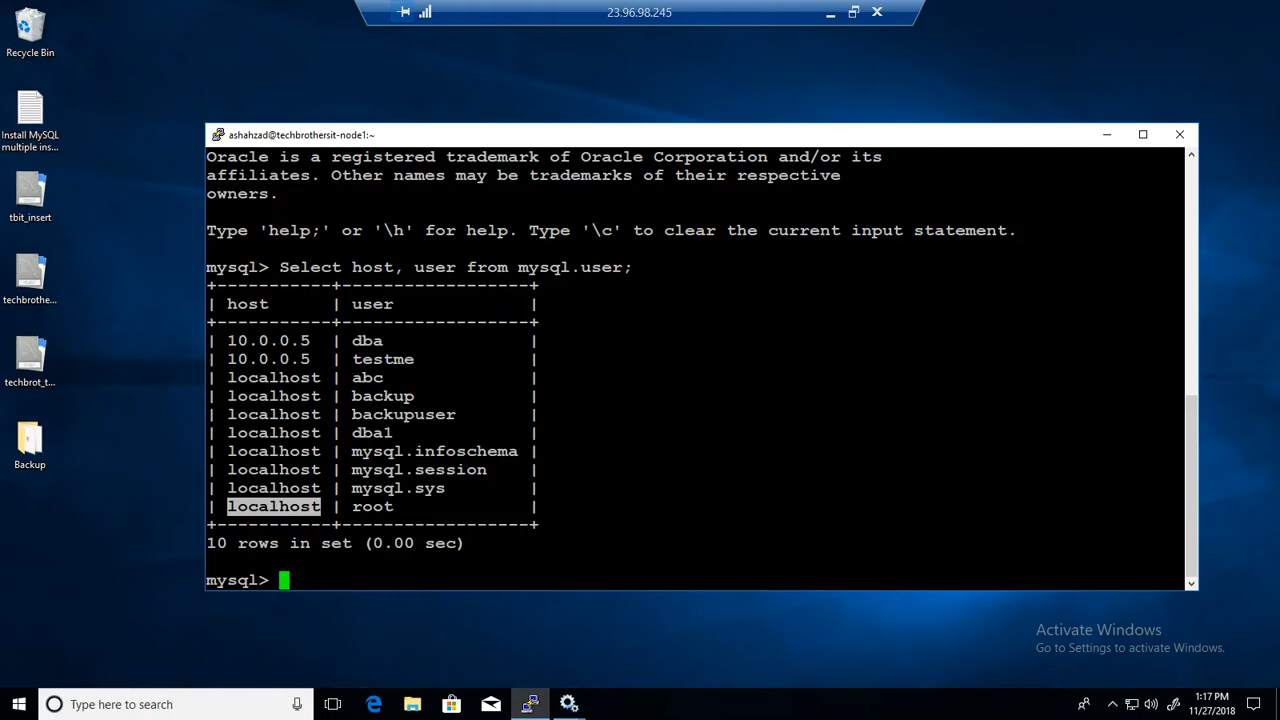 23.96.98.245
Recycle Bin
Install MySQL
multiple ins...
tbit_insert
techbrothe...
techbrot_t...
Backup
ashahzad@techbrothersit-node1:~
Oracle is a registered trademark of Oracle Corporation and/or its
affiliates. Other names may be trademarks of their respective
owners.
Type 'help;' or '\h' for help. Type '\c' to clear the current input statement.
mysql> Select host, user from mysql.user;
+-----------+------------------+
| host | user |
+-----------+------------------+
| 10.0.0.5 | dba |
| 10.0.0.5 | testme |
| localhost | abc |
| localhost | backup |
| localhost | backupuser |
| localhost | dba1 |
| localhost | mysql.infoschema |
| localhost | mysql.session |
| localhost | mysql.sys |
| localhost | root |
+-----------+------------------+
10 rows in set (0.00 sec)
mysql>
Activate Windows
Go to Settings to activate Windows.
Type here to search
1:17 PM
11/27/2018